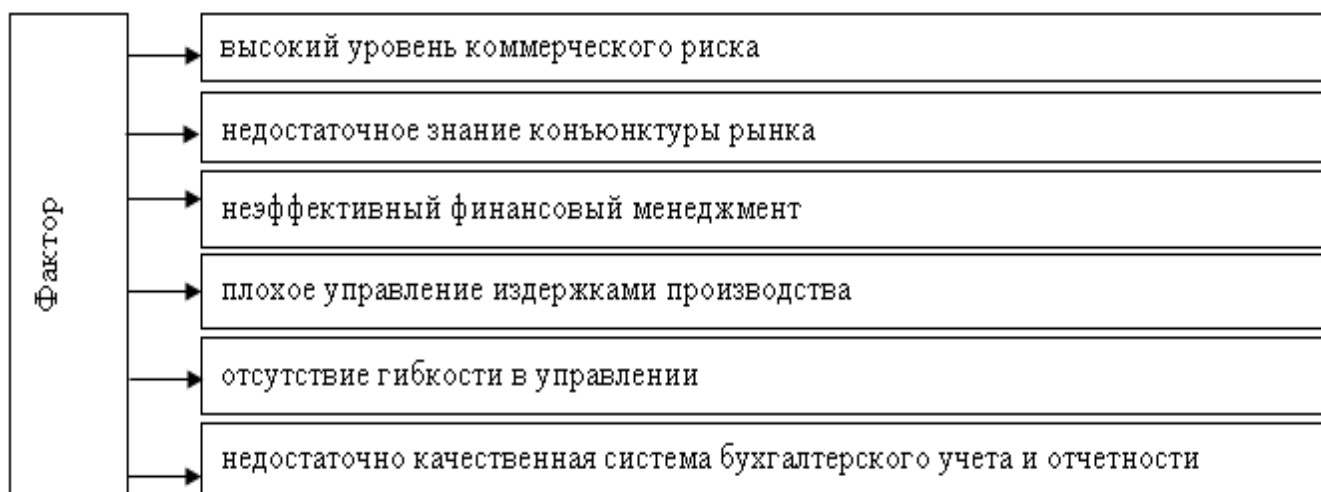 Фактор
высокий уровень коммерческого риска
недостаточное знание коньюнктуры рынка
неэффективный финансовый менеджмент
плохое управление издержками производства
отсутствие гибкости в управлении
недостаточно качественная система бухгалтерского учета и отчетности